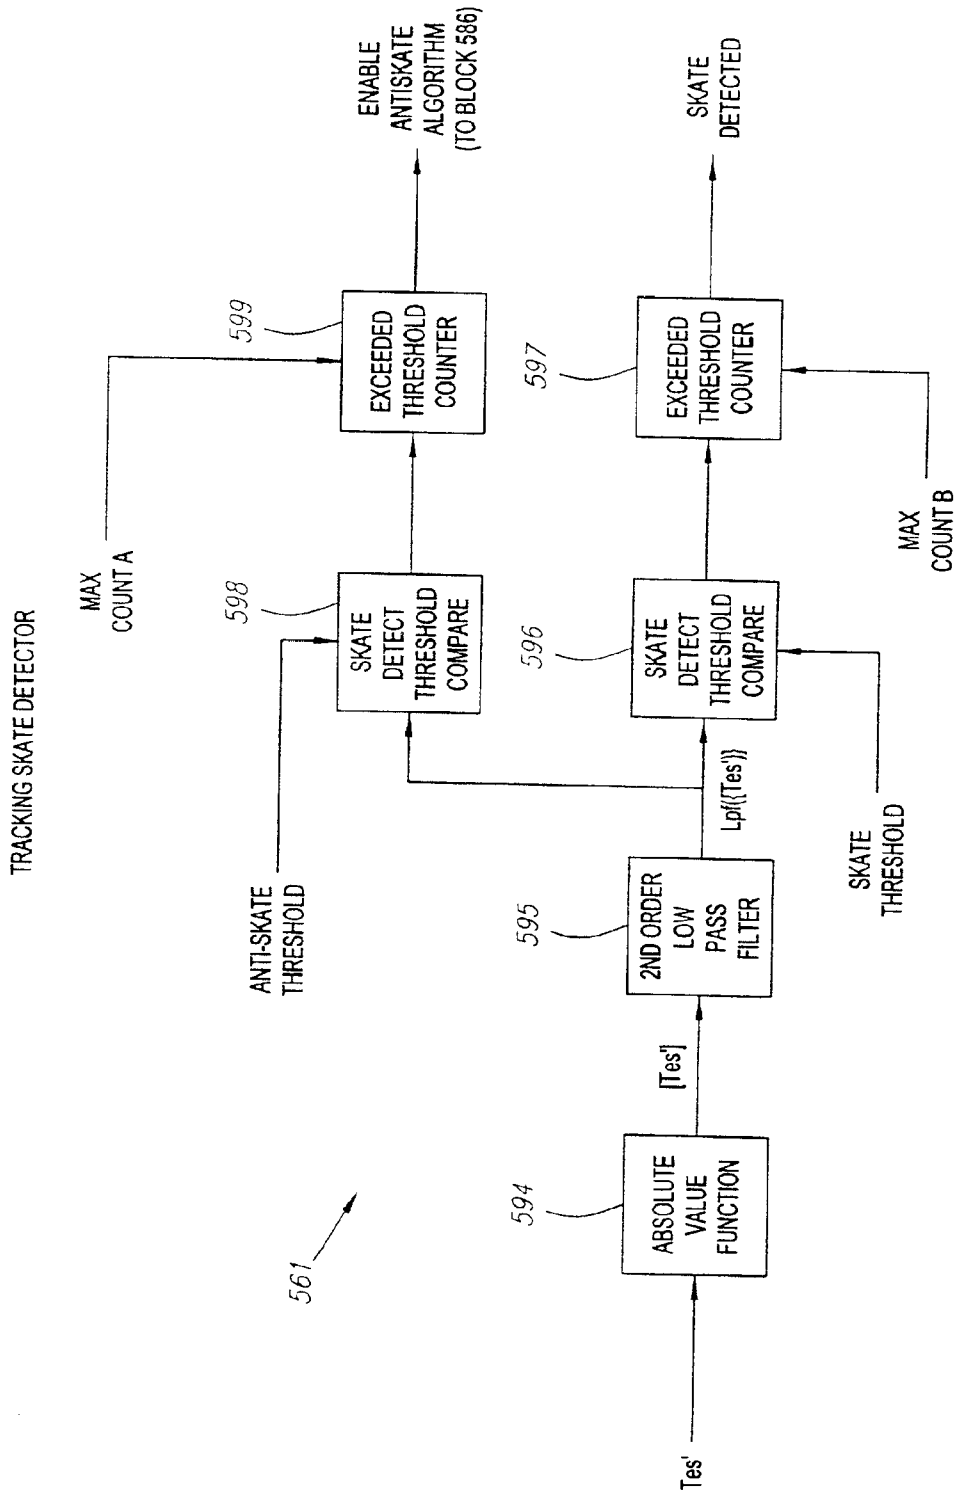 TRACKING SKATE DETECTOR
MAX
COUNT A
ANTI-SKATE
THRESHOLD
598
SKATE
DETECT
THRESHOLD
COMPARE
599
EXCEEDED
THRESHOLD
COUNTER
ENABLE
ANTISKATE
ALGORITHM
(TO BLOCK 586)
561
Tes'
594
ABSOLUTE
VALUE
FUNCTION
[Tes']
595
2ND ORDER
LOW
PASS
FILTER
Lpf({Tes'}}
596
SKATE
DETECT
THRESHOLD
COMPARE
597
EXCEEDED
THRESHOLD
COUNTER
SKATE
DETECTED
SKATE
THRESHOLD
MAX
COUNT B